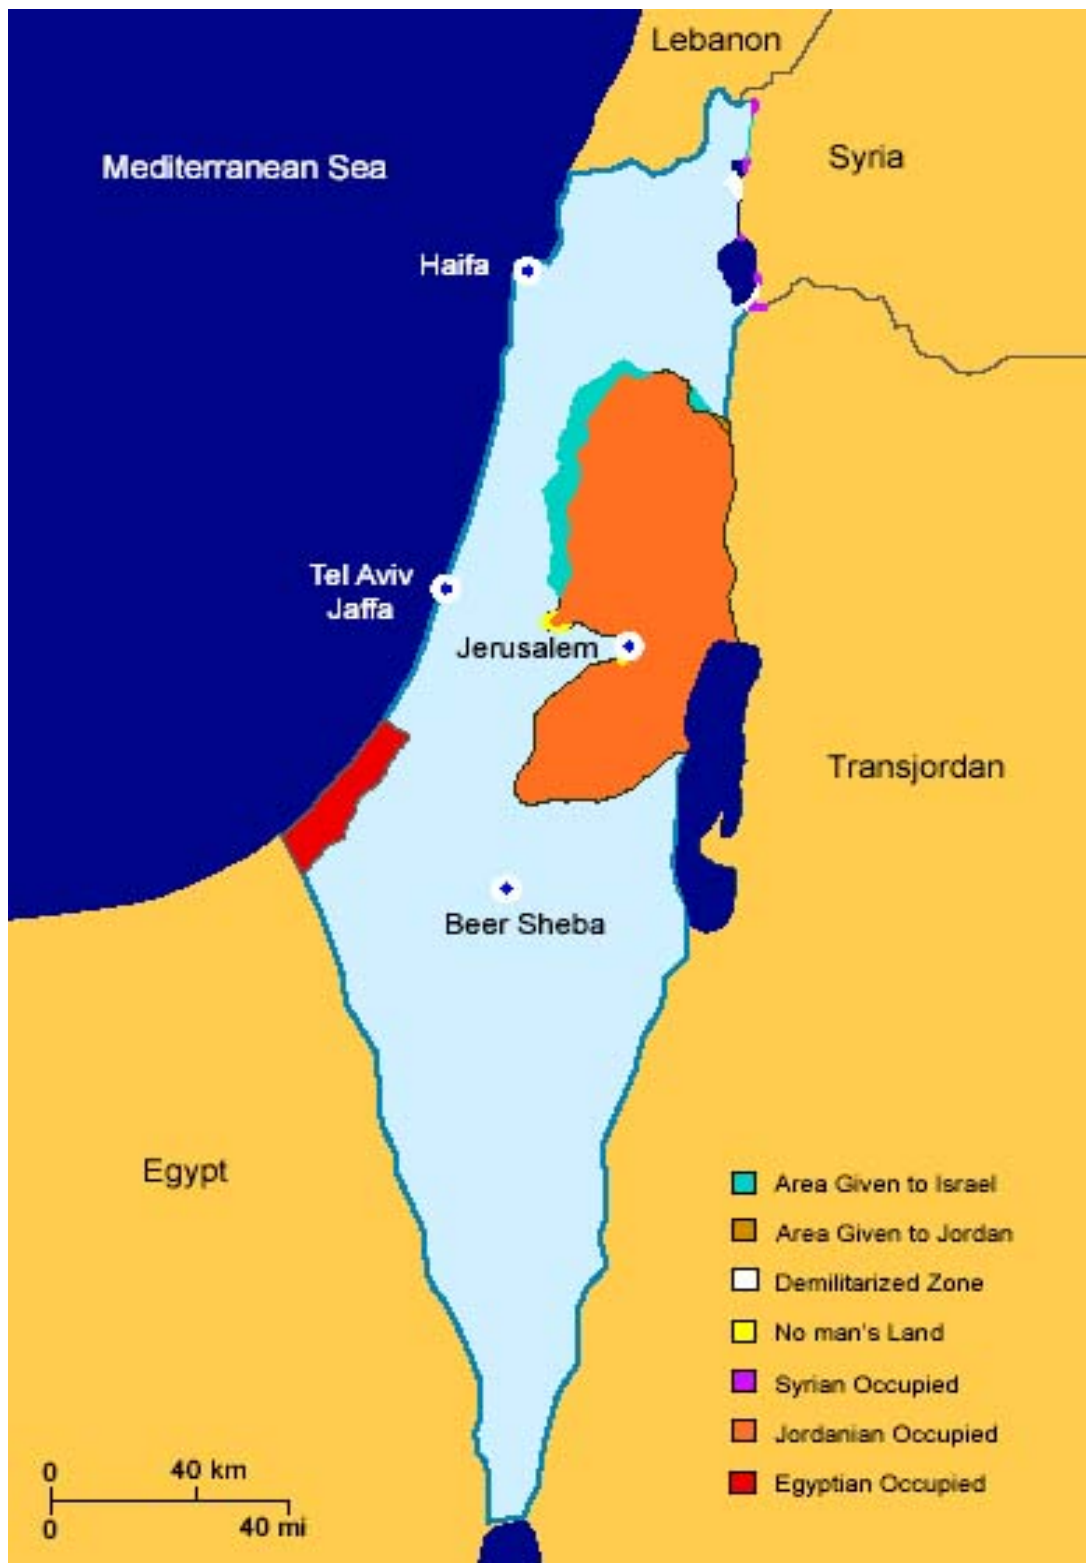 Lebanon
Mediterranean Sea
Syria
Haifa
Tel Aviv
Jaffa
Jerusalem
Transjordan
Beer Sheba
Egypt
Area Given to Israel
Area Given to Jordan
Demilitarized Zone
No man's Land
Syrian Occupied
Jordanian Occupied
Egyptian Occupied
0 40 km
0 40 mi